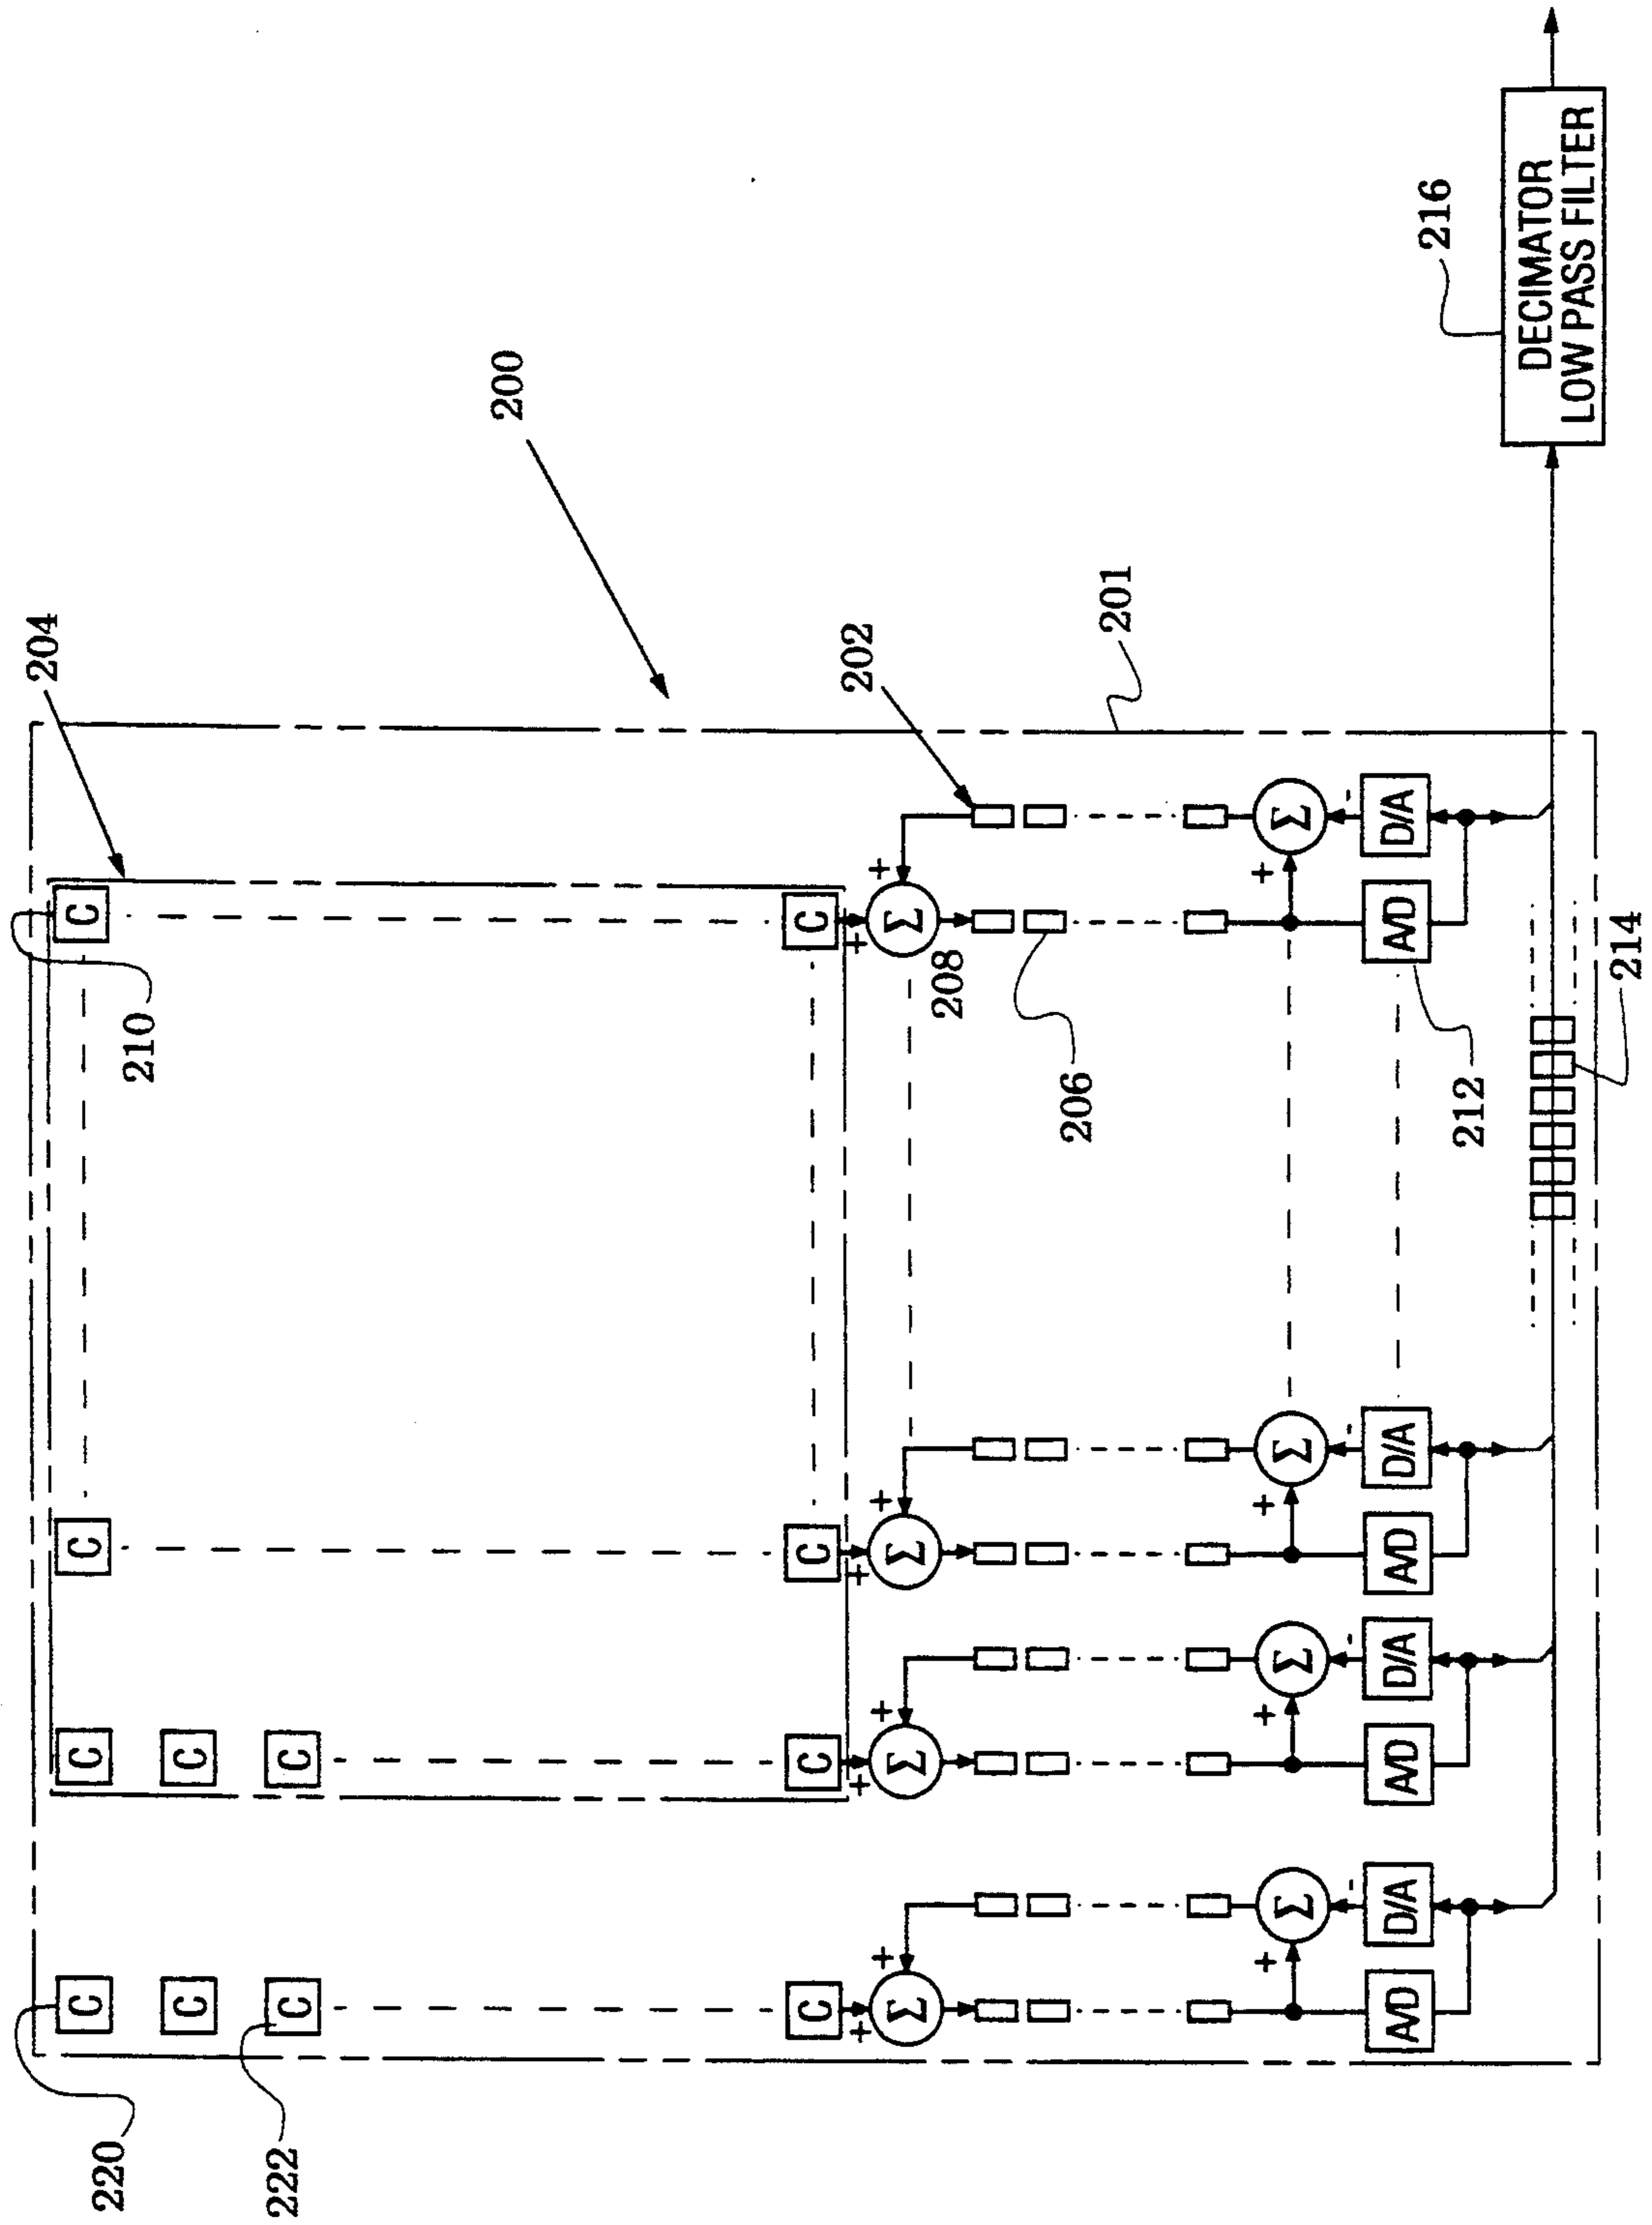 204
C C C C
220
210
C C
222
C C
200
C C C C
+ + + +
202
+ + + +
Σ Σ Σ Σ
208
206
201
+ + + +
Σ Σ Σ Σ
- - - -
A/D D/A A/D D/A A/D D/A A/D D/A
216
212
DECIMATOR
LOW PASS FILTER
214